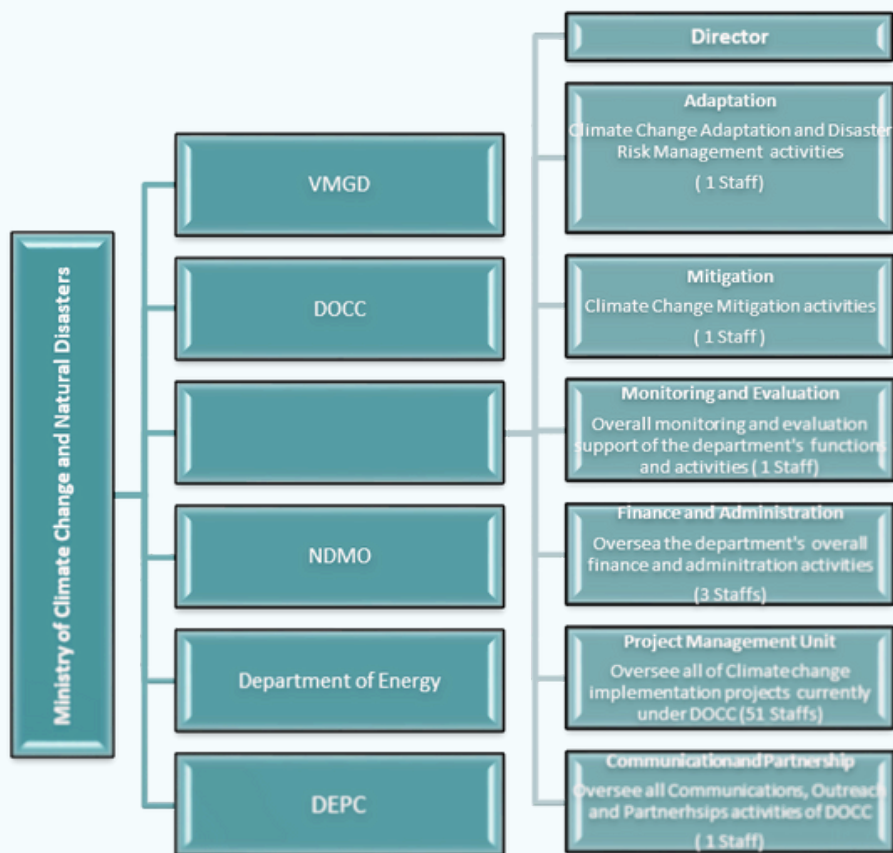 Ministry of Climate Change and Natural Disasters
VMGD
DOCC
NDMO
Department of Energy
DEPC
Director
Adaptation
Climate Change Adaptation and Disaster
Risk Management activities
( 1 Staff)
Mitigation
Climate Change Mitigation activities
( 1 Staff )
Monitoring and Evaluation
Overall monitoring and evaluation
support of the department's functions
and activities ( 1 Staff)
Finance and Administration
Oversea the department's overall
finance and adminitration activities
(3 Staffs)
Project Management Unit
Oversee all of Climate change
implementation projects currently
under DOCC (51 Staffs)
Communication and Partnership
Oversee all Communications, Outreach
and Partnerhsips activities of DOCC
( 1 Staff)